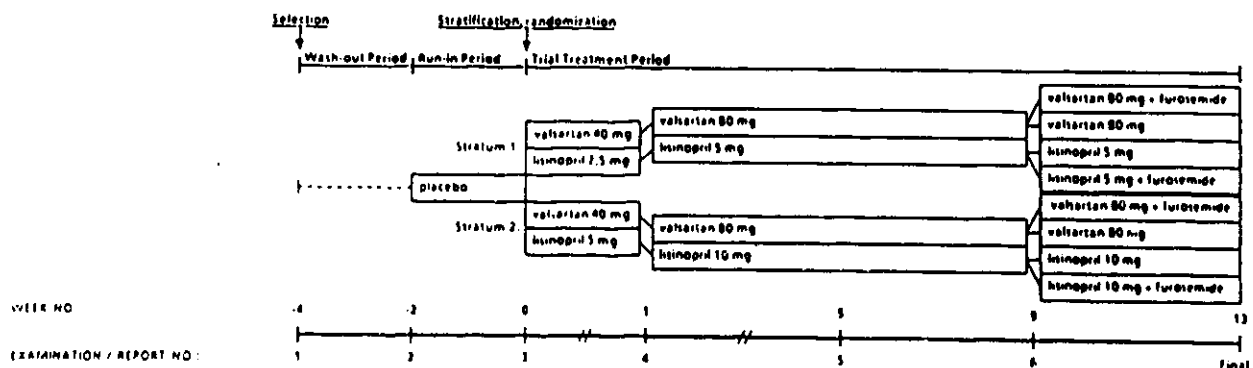 Selection
Stratification, randomization
Wash-out Period
Run-in Period
Trial Treatment Period
valsartan 80 mg + furosemide
valsartan 80 mg
valsartan 80 mg
valsartan 40 mg
Stratum 1
lisinopril 5 mg
lisinopril 5 mg
lisinopril 2,5 mg
lisinopril 5 mg + furosemide
placebo
valsartan 80 mg + furosemide
valsartan 40 mg
valsartan 80 mg
valsartan 80 mg
Stratum 2
lisinopril 5 mg
lisinopril 10 mg
lisinopril 10 mg
lisinopril 10 mg + furosemide
WEEK NO -4 -2 0 1 5 9 13
EXAMINATION / REPORT NO : 1 2 3 4 5 6 Final